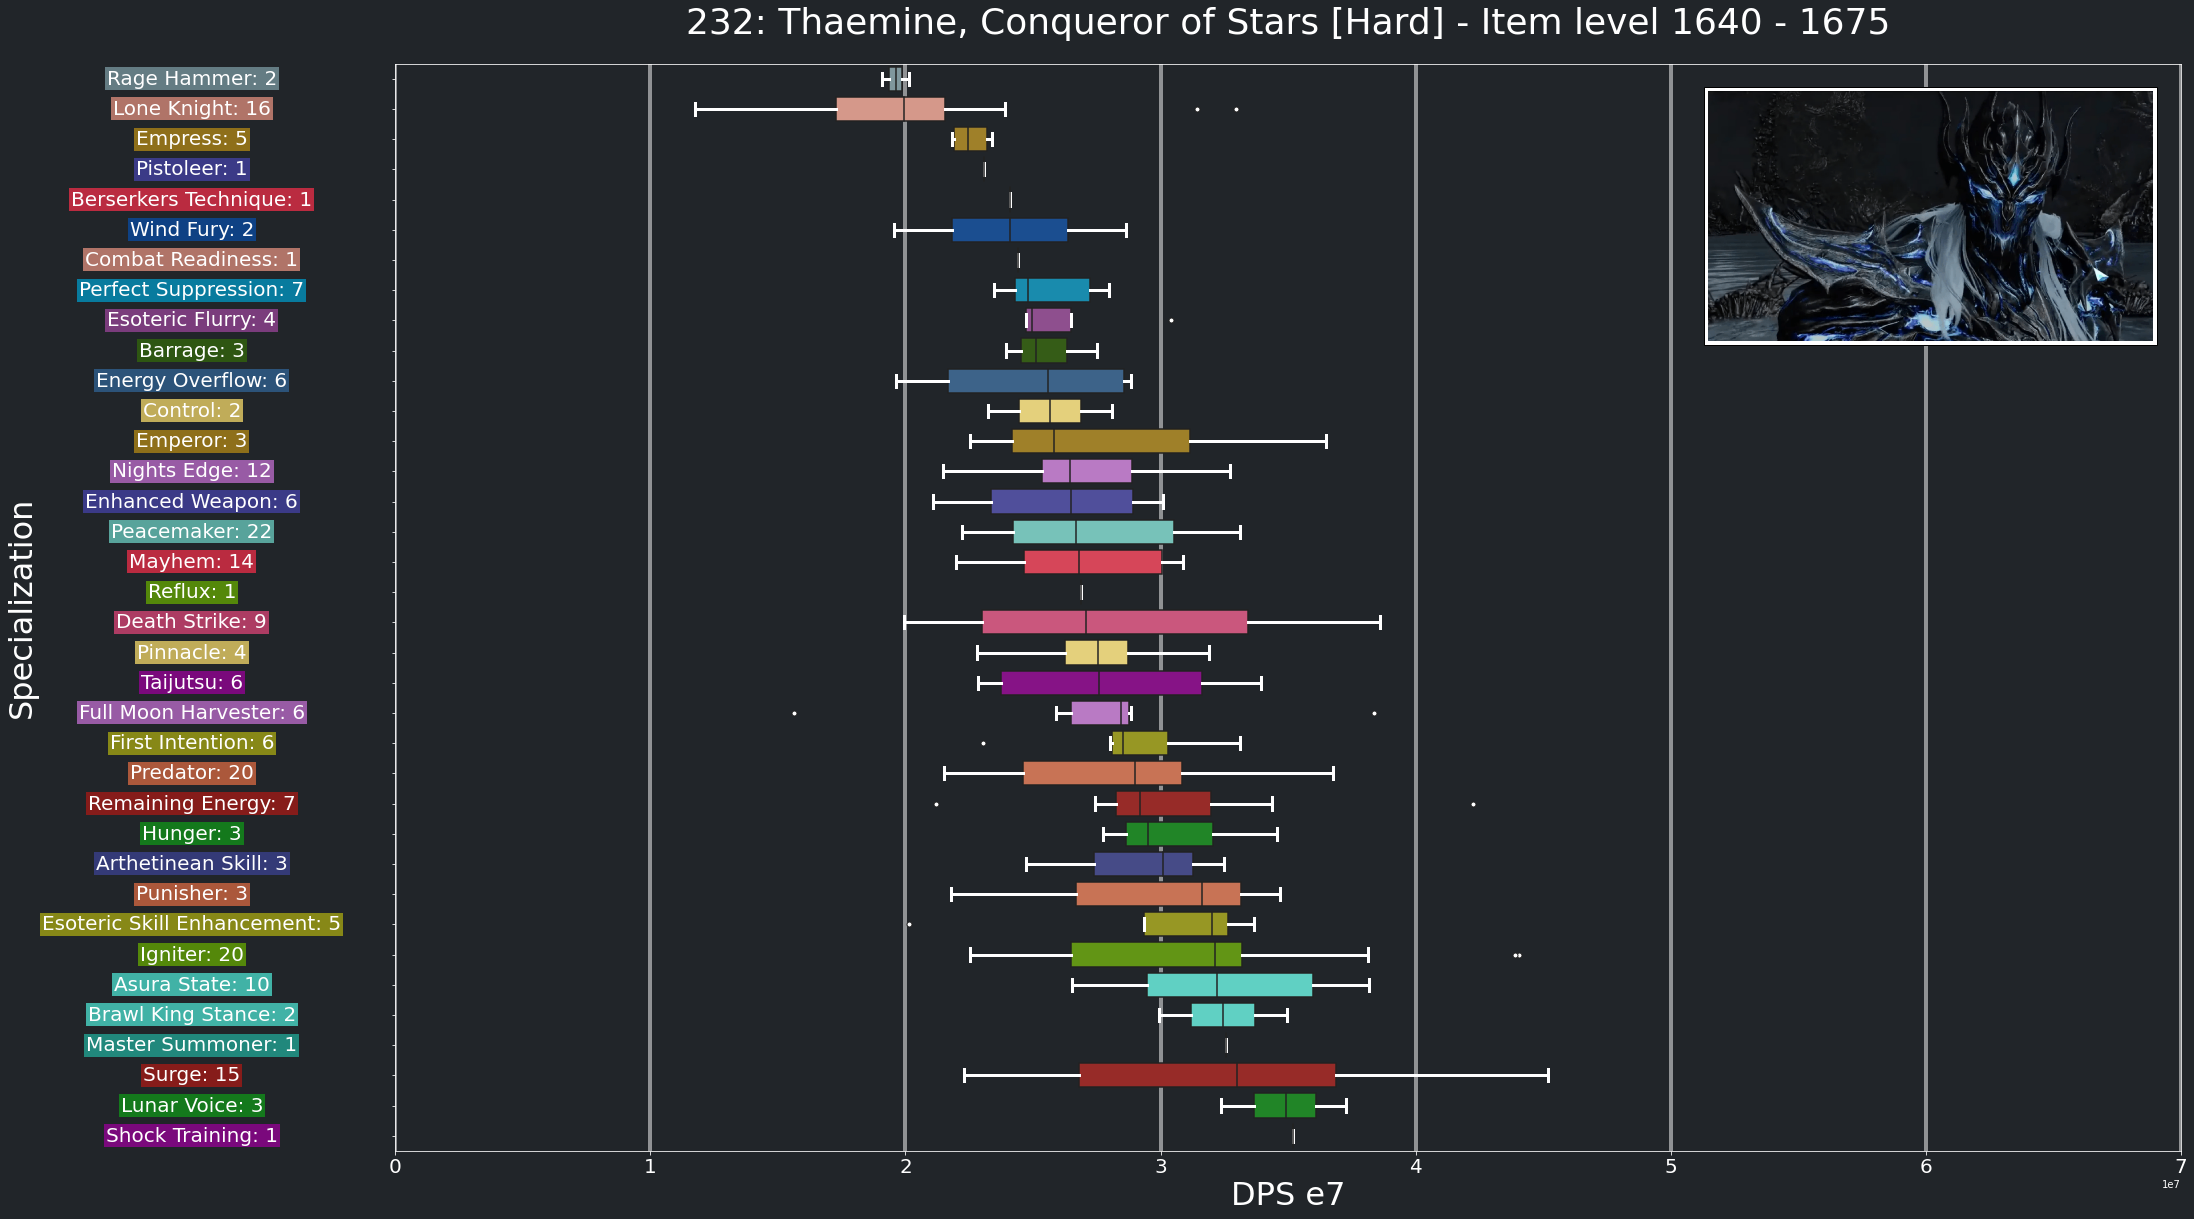 232: Thaemine, Conqueror of Stars [Hard] - Item level 1640 - 1675
Specialization
Rage Hammer: 2
Lone Knight: 16
Empress: 5
Pistoleer: 1
Berserkers Technique: 1
Wind Fury: 2
Combat Readiness: 1
Perfect Suppression: 7
Esoteric Flurry: 4
Barrage: 3
Energy Overflow: 6
Control: 2
Emperor: 3
Nights Edge: 12
Enhanced Weapon: 6
Peacemaker: 22
Mayhem: 14
Reflux: 1
Death Strike: 9
Pinnacle: 4
Taijutsu: 6
Full Moon Harvester: 6
First Intention: 6
Predator: 20
Remaining Energy: 7
Hunger: 3
Arthetinean Skill: 3
Punisher: 3
Esoteric Skill Enhancement: 5
Igniter: 20
Asura State: 10
Brawl King Stance: 2
Master Summoner: 1
Surge: 15
Lunar Voice: 3
Shock Training: 1
0 1 2 3 4 5 6 7
1e7
DPS e7